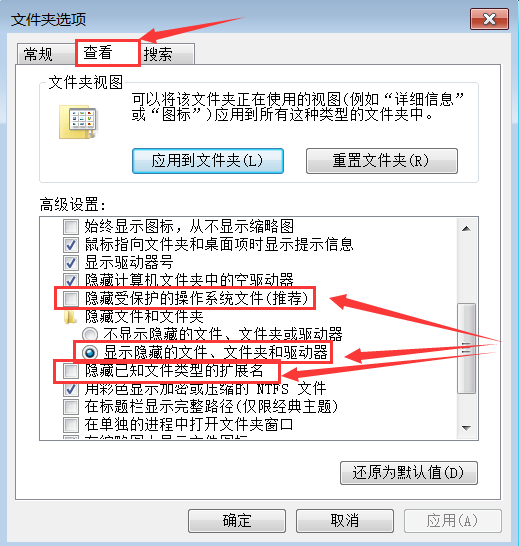 文件夹选项
常规
查看
搜索
文件夹视图
可以将该文件夹正在使用的视图(例如“详细信息”
或“图标”)应用到所有这种类型的文件夹中。
应用到文件夹(L)
重置文件夹(R)
高级设置:
始终显示图标，从不显示缩略图
鼠标指向文件夹和桌面项时显示提示信息
显示驱动器号
隐藏计算机文件夹中的空驱动器
隐藏受保护的操作系统文件(推荐)
隐藏文件和文件夹
不显示隐藏的文件、文件夹或驱动器
显示隐藏的文件、文件夹和驱动器
隐藏已知文件类型的扩展名
用彩色显示加密或压缩的 NTFS 文件
在标题栏显示完整路径(仅限经典主题)
在单独的进程中打开文件夹窗口
还原为默认值(D)
确定
取消
应用(A)